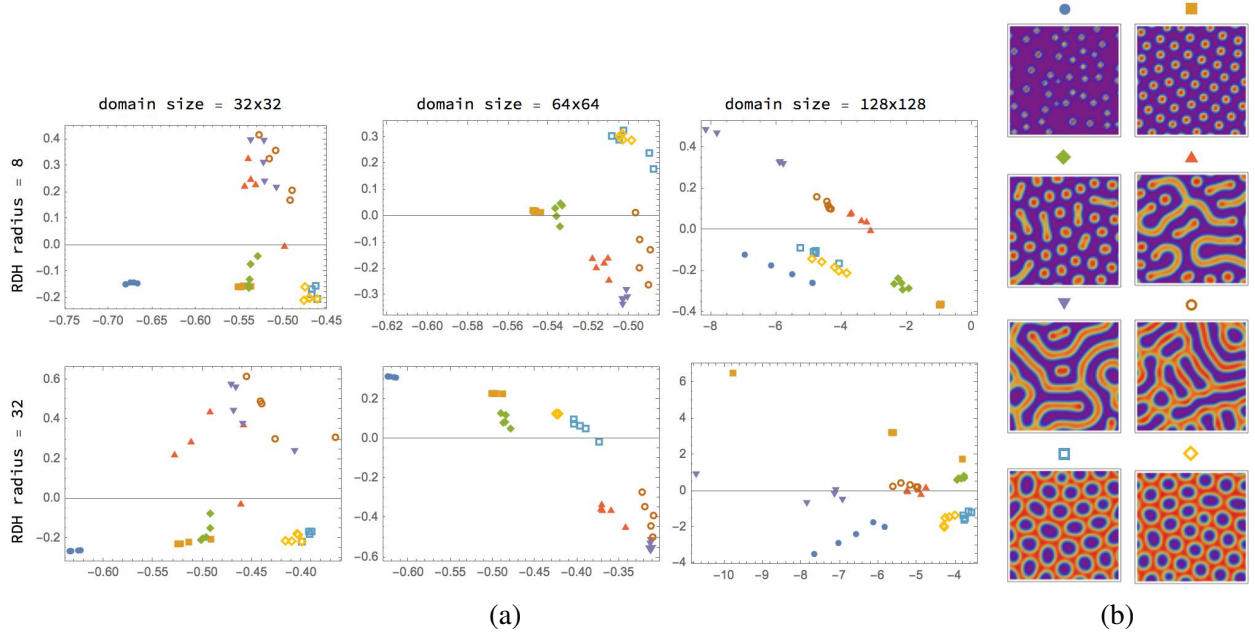 domain size = 32x32
domain size = 64x64
domain size = 128x128
RDH radius = 8
0.4
0.3
0.2
0.1
0.0
−0.1
−0.2
−0.75 −0.70 −0.65 −0.60 −0.55 −0.50 −0.45
0.3
0.2
0.1
0.0
−0.1
−0.2
−0.3
−0.62 −0.60 −0.58 −0.56 −0.54 −0.52 −0.50
0.4
0.2
0.0
−0.2
−0.4
−8 −6 −4 −2 0
RDH radius = 32
0.6
0.4
0.2
0.0
−0.2
−0.60 −0.55 −0.50 −0.45 −0.40
0.2
0.0
−0.2
−0.4
−0.6
−0.60 −0.55 −0.50 −0.45 −0.40 −0.35
6
4
2
0
−2
−4
−10 −9 −8 −7 −6 −5 −4
(a)
(b)